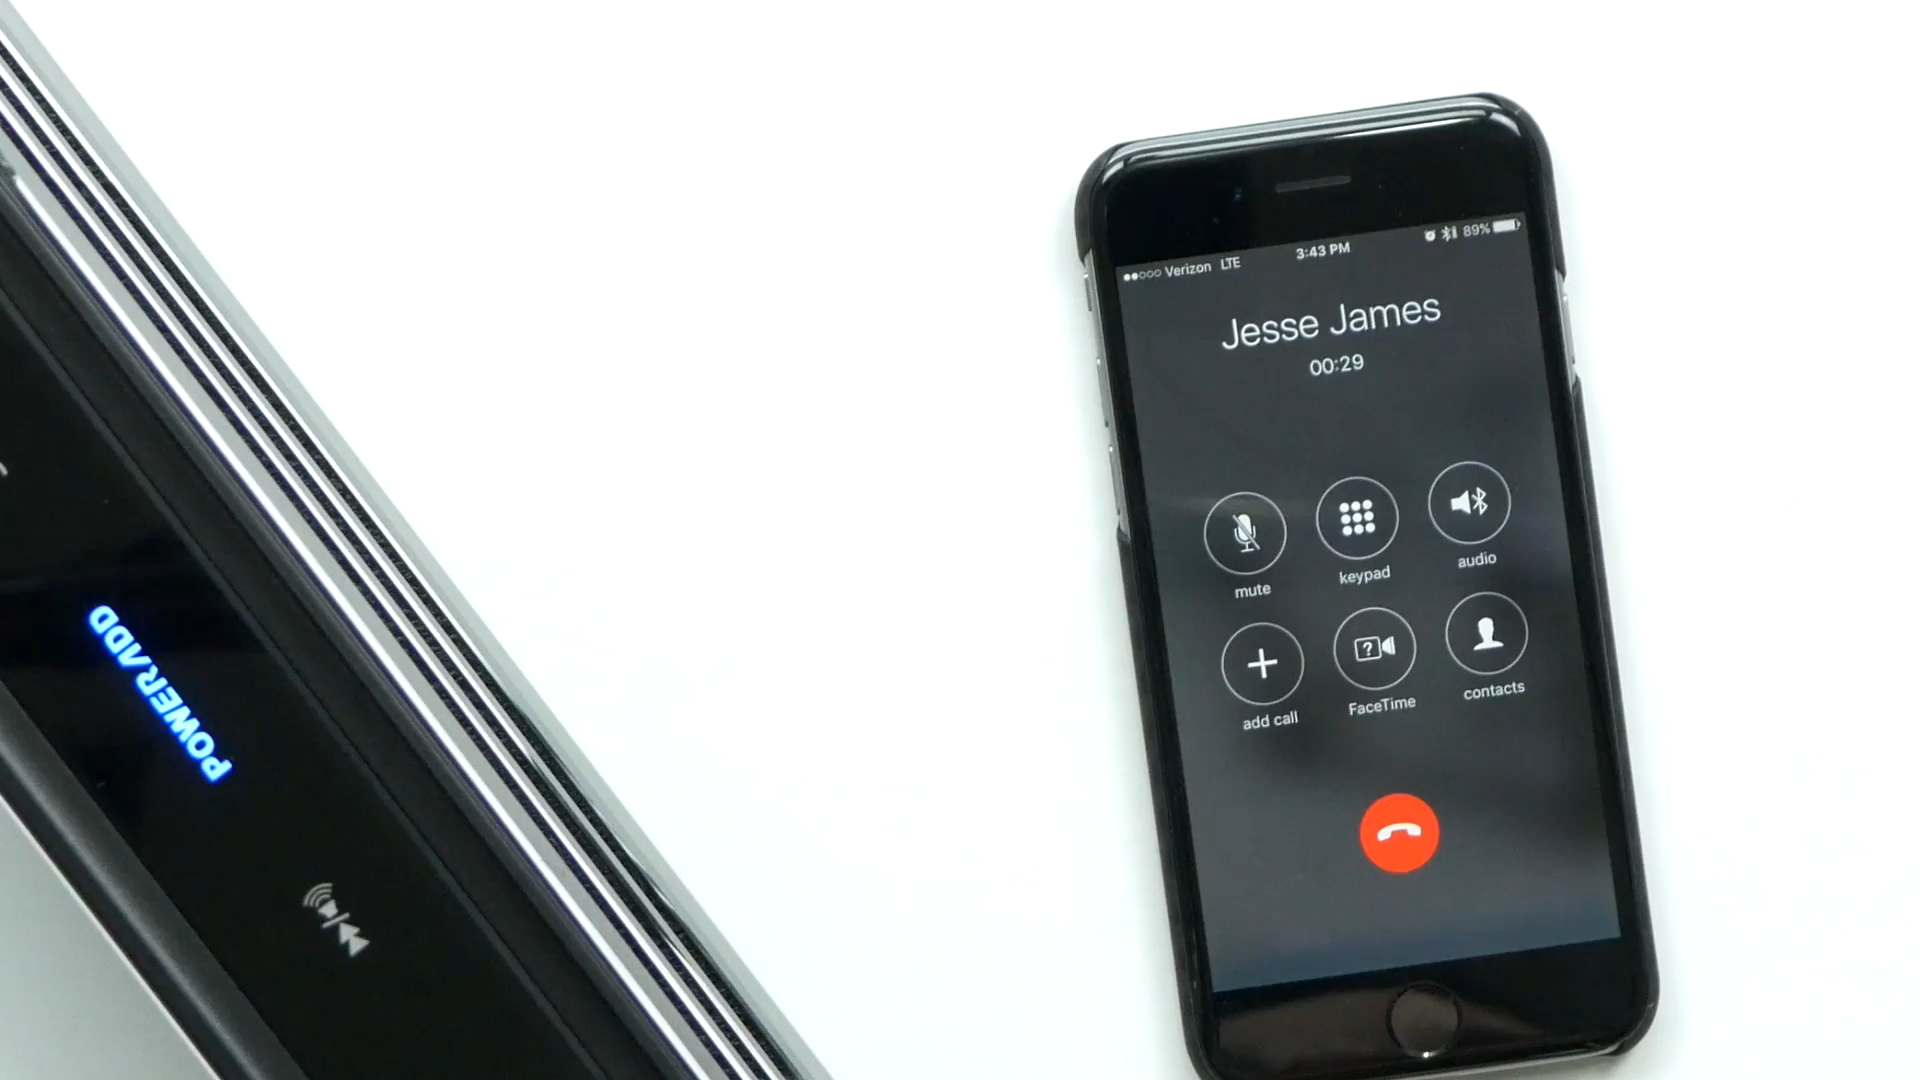 POWERADD
Verizon LTE 3:43 PM 89%
Jesse James
00:29
mute keypad audio
add call FaceTime contacts